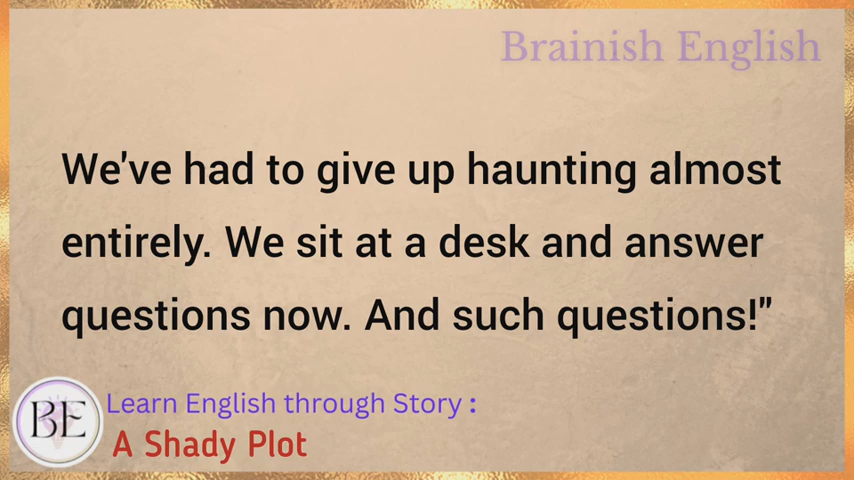 Brainish English
We've had to give up haunting almost
entirely. We sit at a desk and answer
questions now. And such questions!"
BE
Learn English through Story :
A Shady Plot